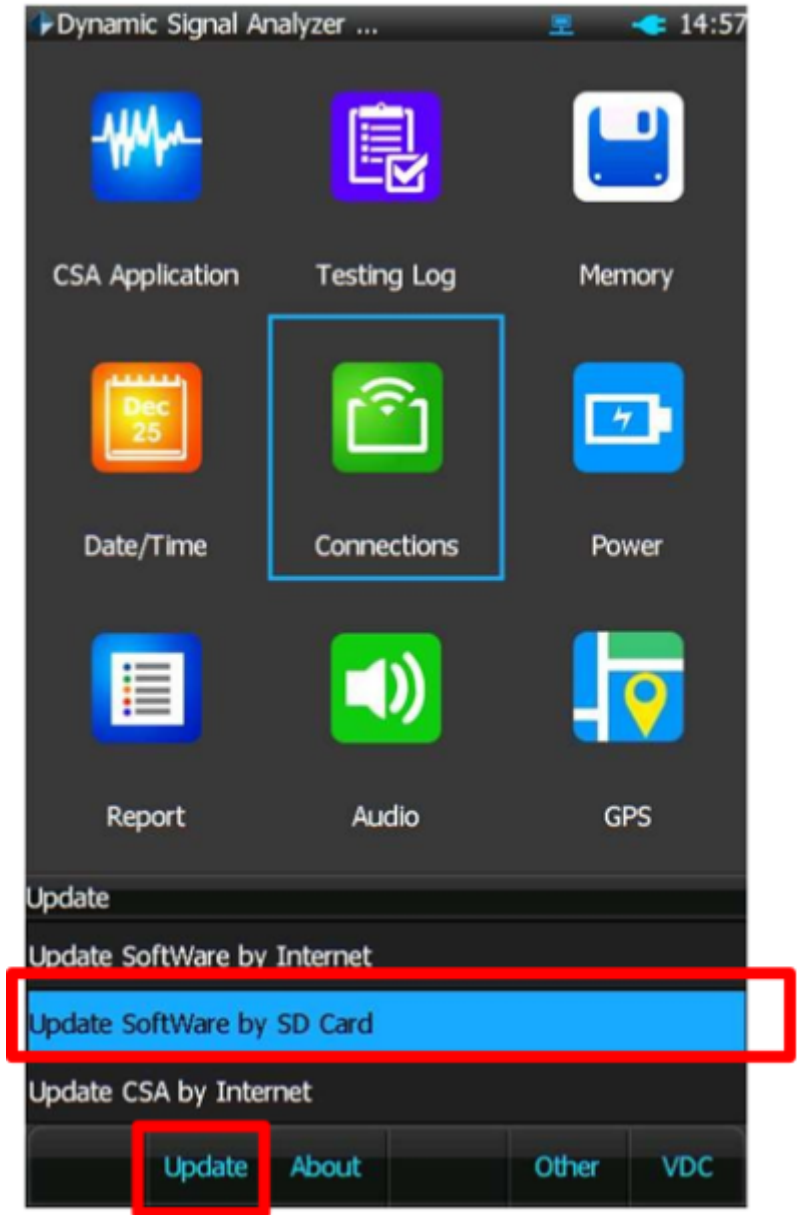 Dynamic Signal Analyzer ... 14:57
CSA Application Testing Log Memory
Dec
25
Date/Time Connections Power
Report Audio GPS
Update
Update SoftWare by Internet
Update SoftWare by SD Card
Update CSA by Internet
Update About Other VDC